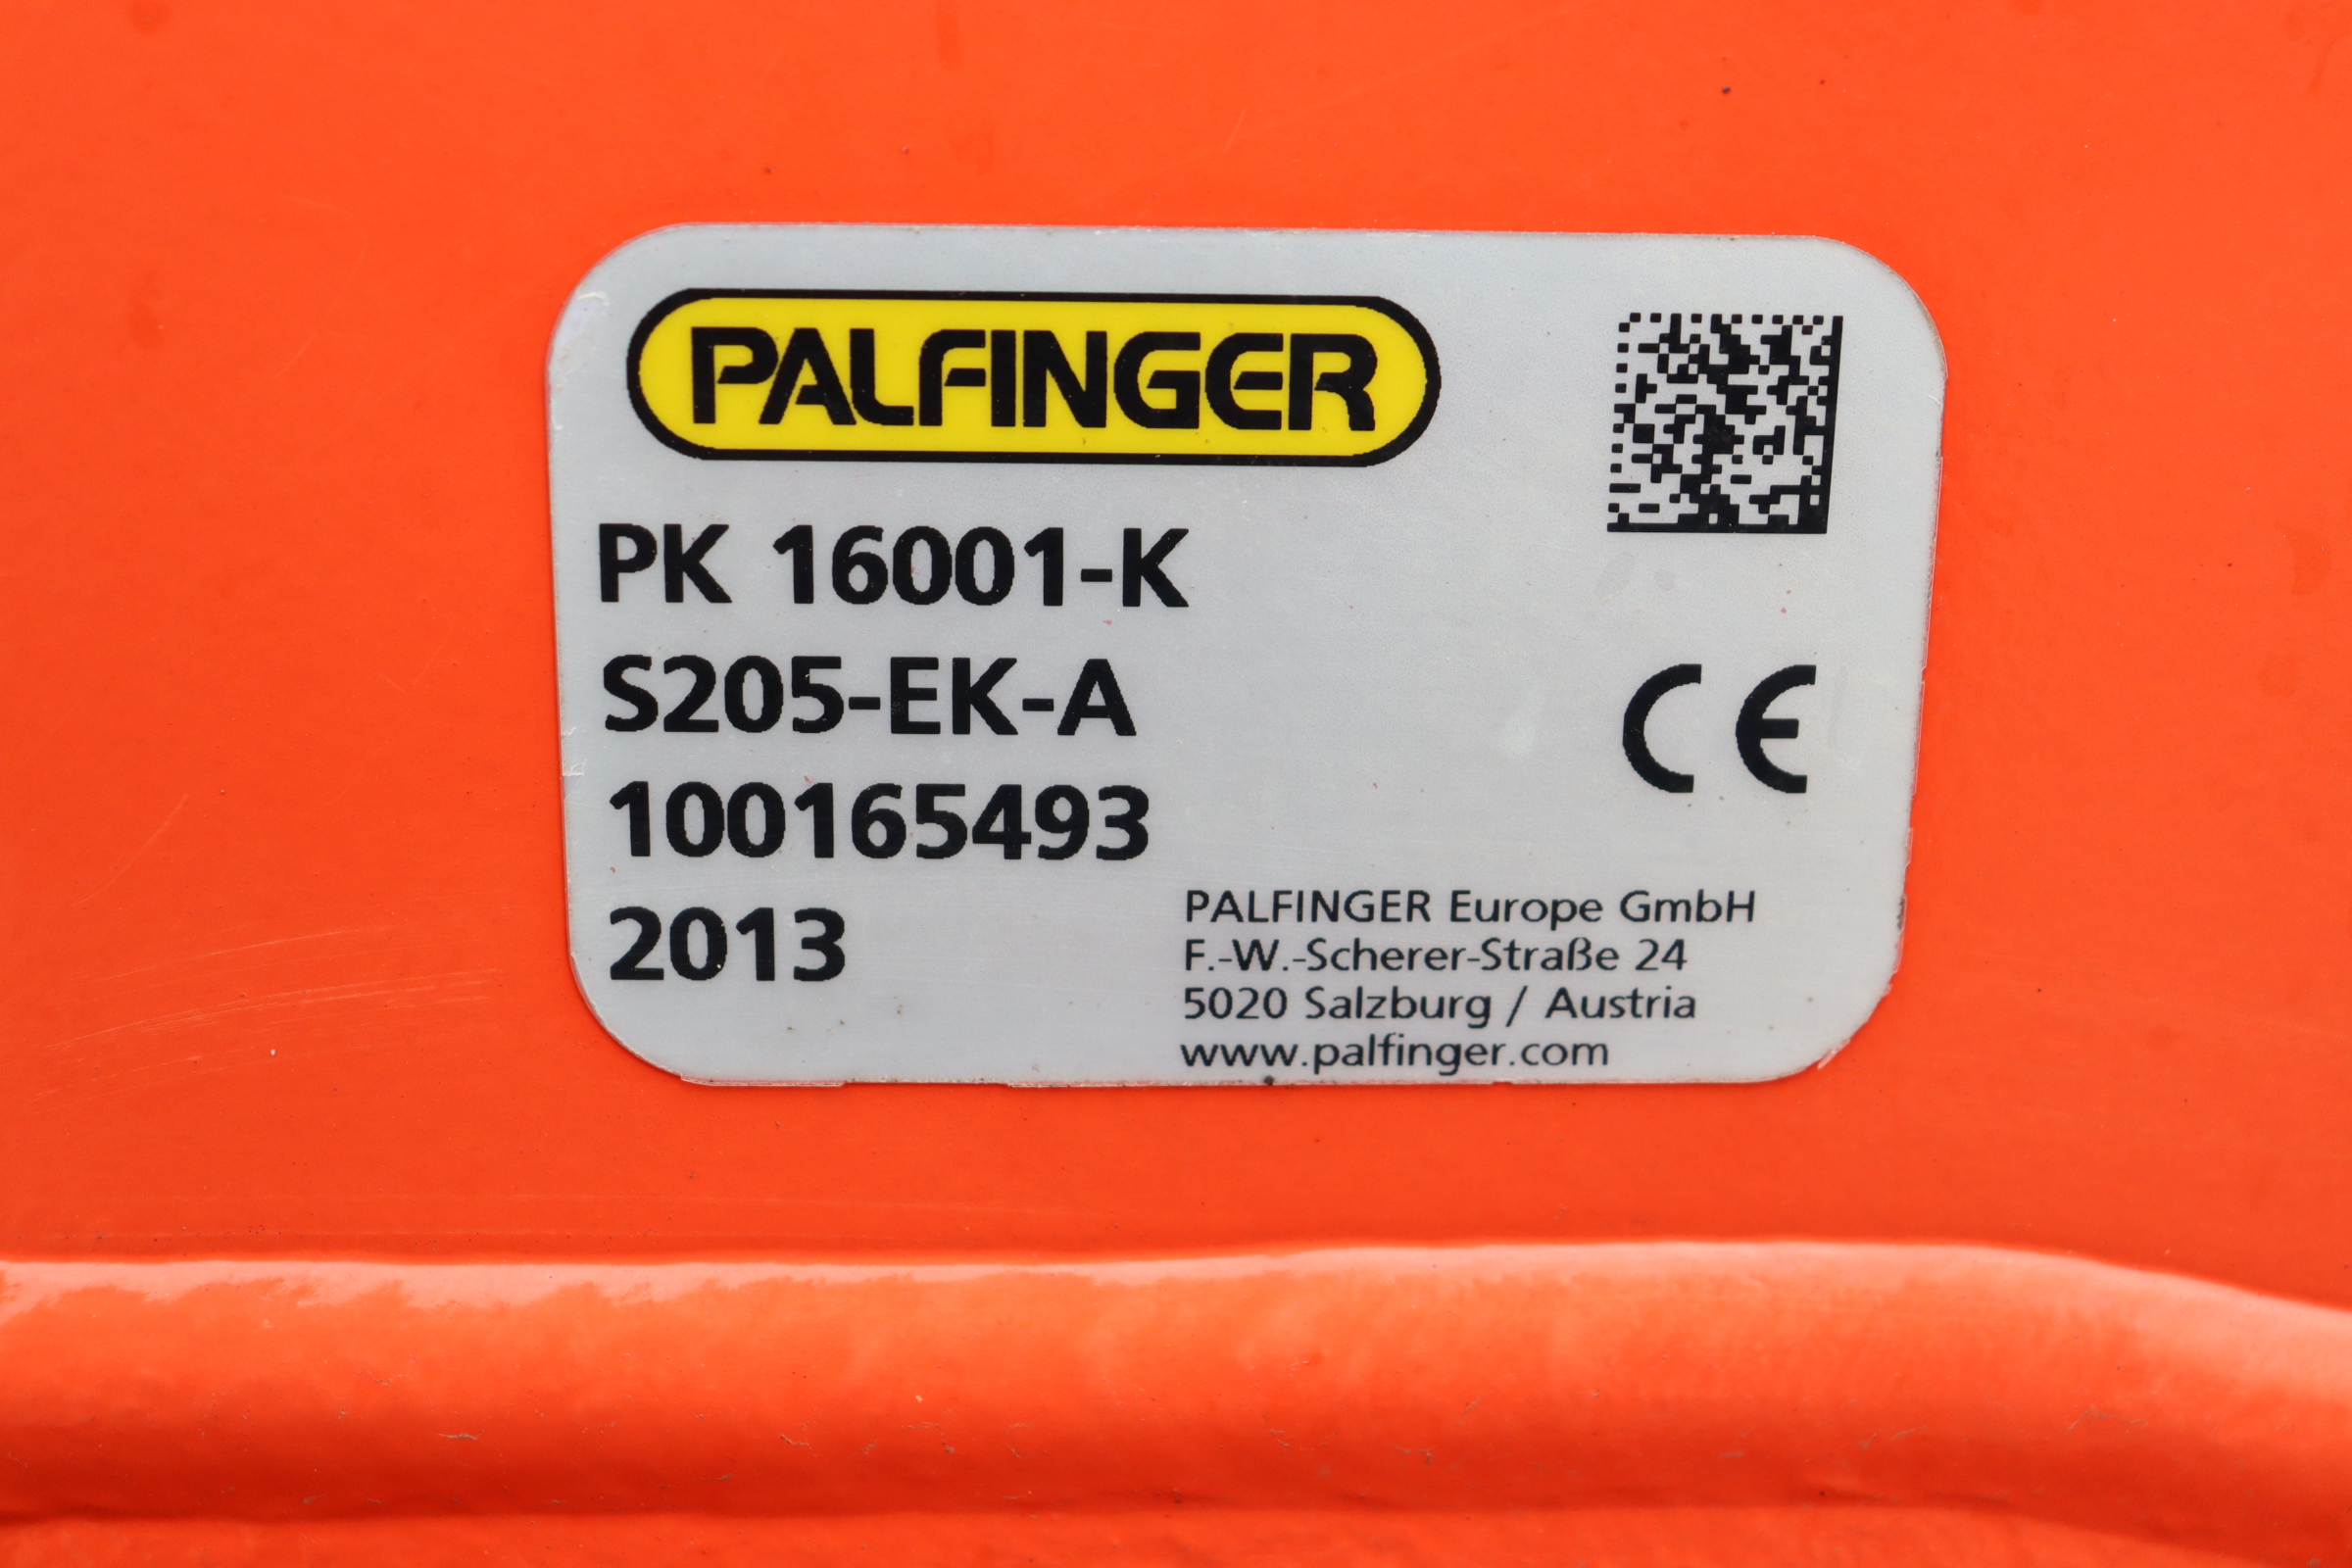 PALFINGER
PK 16001-K
S205-EK-A
100165493
2013
CE
PALFINGER Europe GmbH
F.-W.-Scherer-Straße 24
5020 Salzburg / Austria
www.palfinger.com